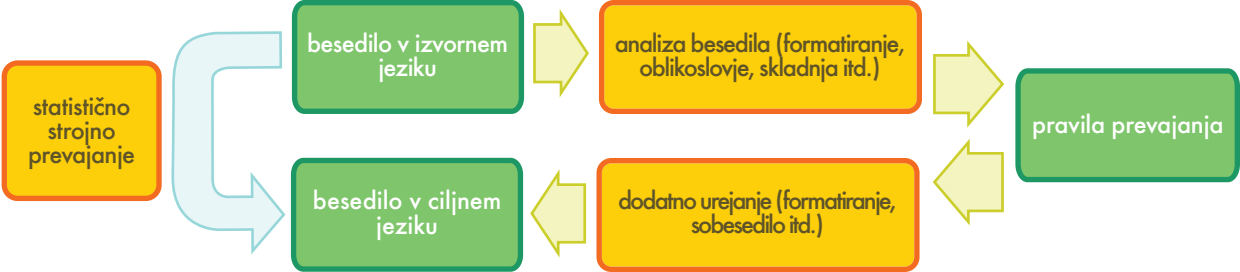 statistično
strojno
prevajanje
besedilo v izvornem
jeziku
analiza besedila (formatiranje,
oblikoslovje, skladnja itd.)
pravila prevajanja
dodatno urejanje (formatiranje,
sobesedilo itd.)
besedilo v ciljnem
jeziku